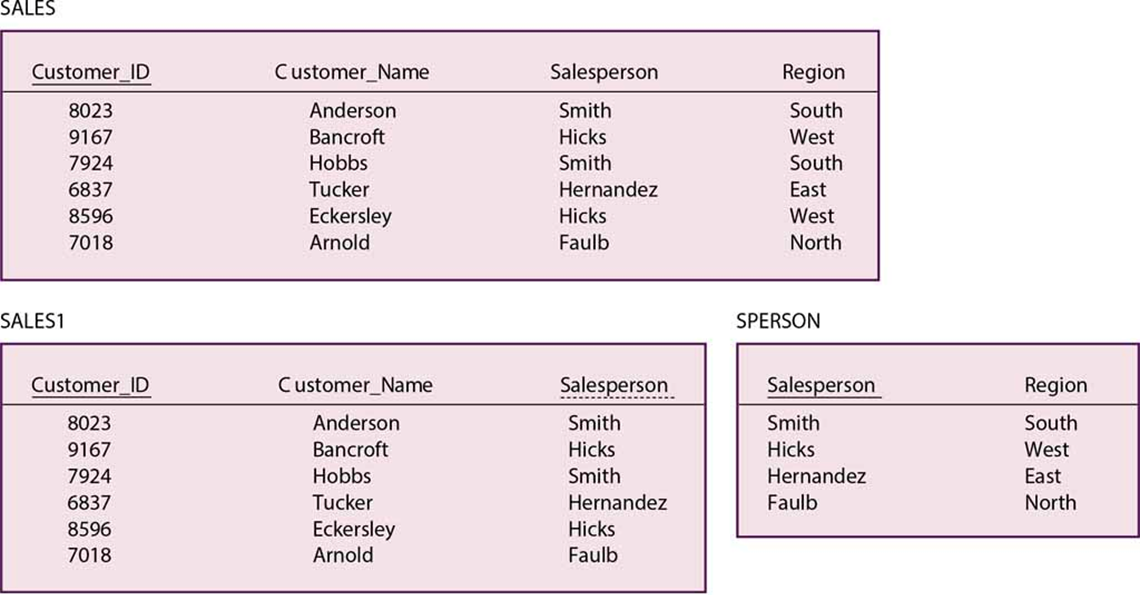 SALES
Customer_ID C ustomer_Name Salesperson Region
8023 Anderson Smith South
9167 Bancroft Hicks West
7924 Hobbs Smith South
6837 Tucker Hernandez East
8596 Eckersley Hicks West
7018 Arnold Faulb North
SALES1
Customer_ID C ustomer_Name Salesperson
8023 Anderson Smith
9167 Bancroft Hicks
7924 Hobbs Smith
6837 Tucker Hernandez
8596 Eckersley Hicks
7018 Arnold Faulb
SPERSON
Salesperson Region
Smith South
Hicks West
Hernandez East
Faulb North